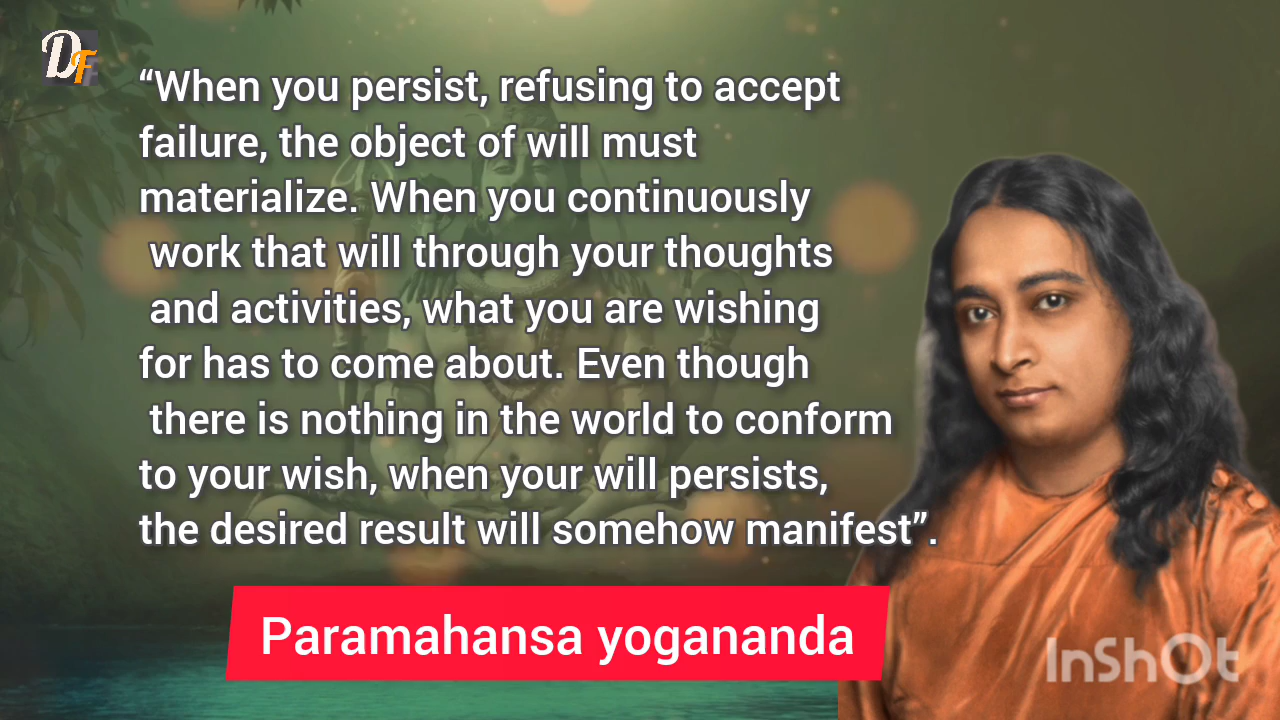 DFF
“When you persist, refusing to accept
failure, the object of will must
materialize. When you continuously
work that will through your thoughts
and activities, what you are wishing
for has to come about. Even though
there is nothing in the world to conform
to your wish, when your will persists,
the desired result will somehow manifest”.
Paramahansa yogananda
InShOt